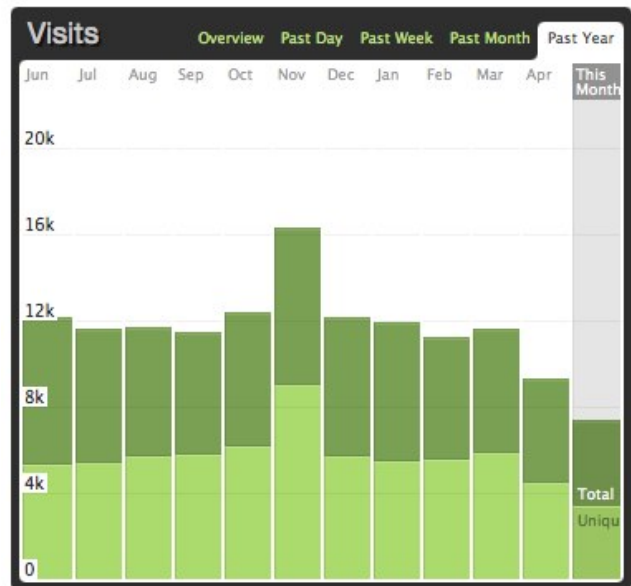 Visits
Overview Past Day Past Week Past Month Past Year
Jun Jul Aug Sep Oct Nov Dec Jan Feb Mar Apr This Month
20k
16k
12k
8k
4k
Total
Uniqu
0